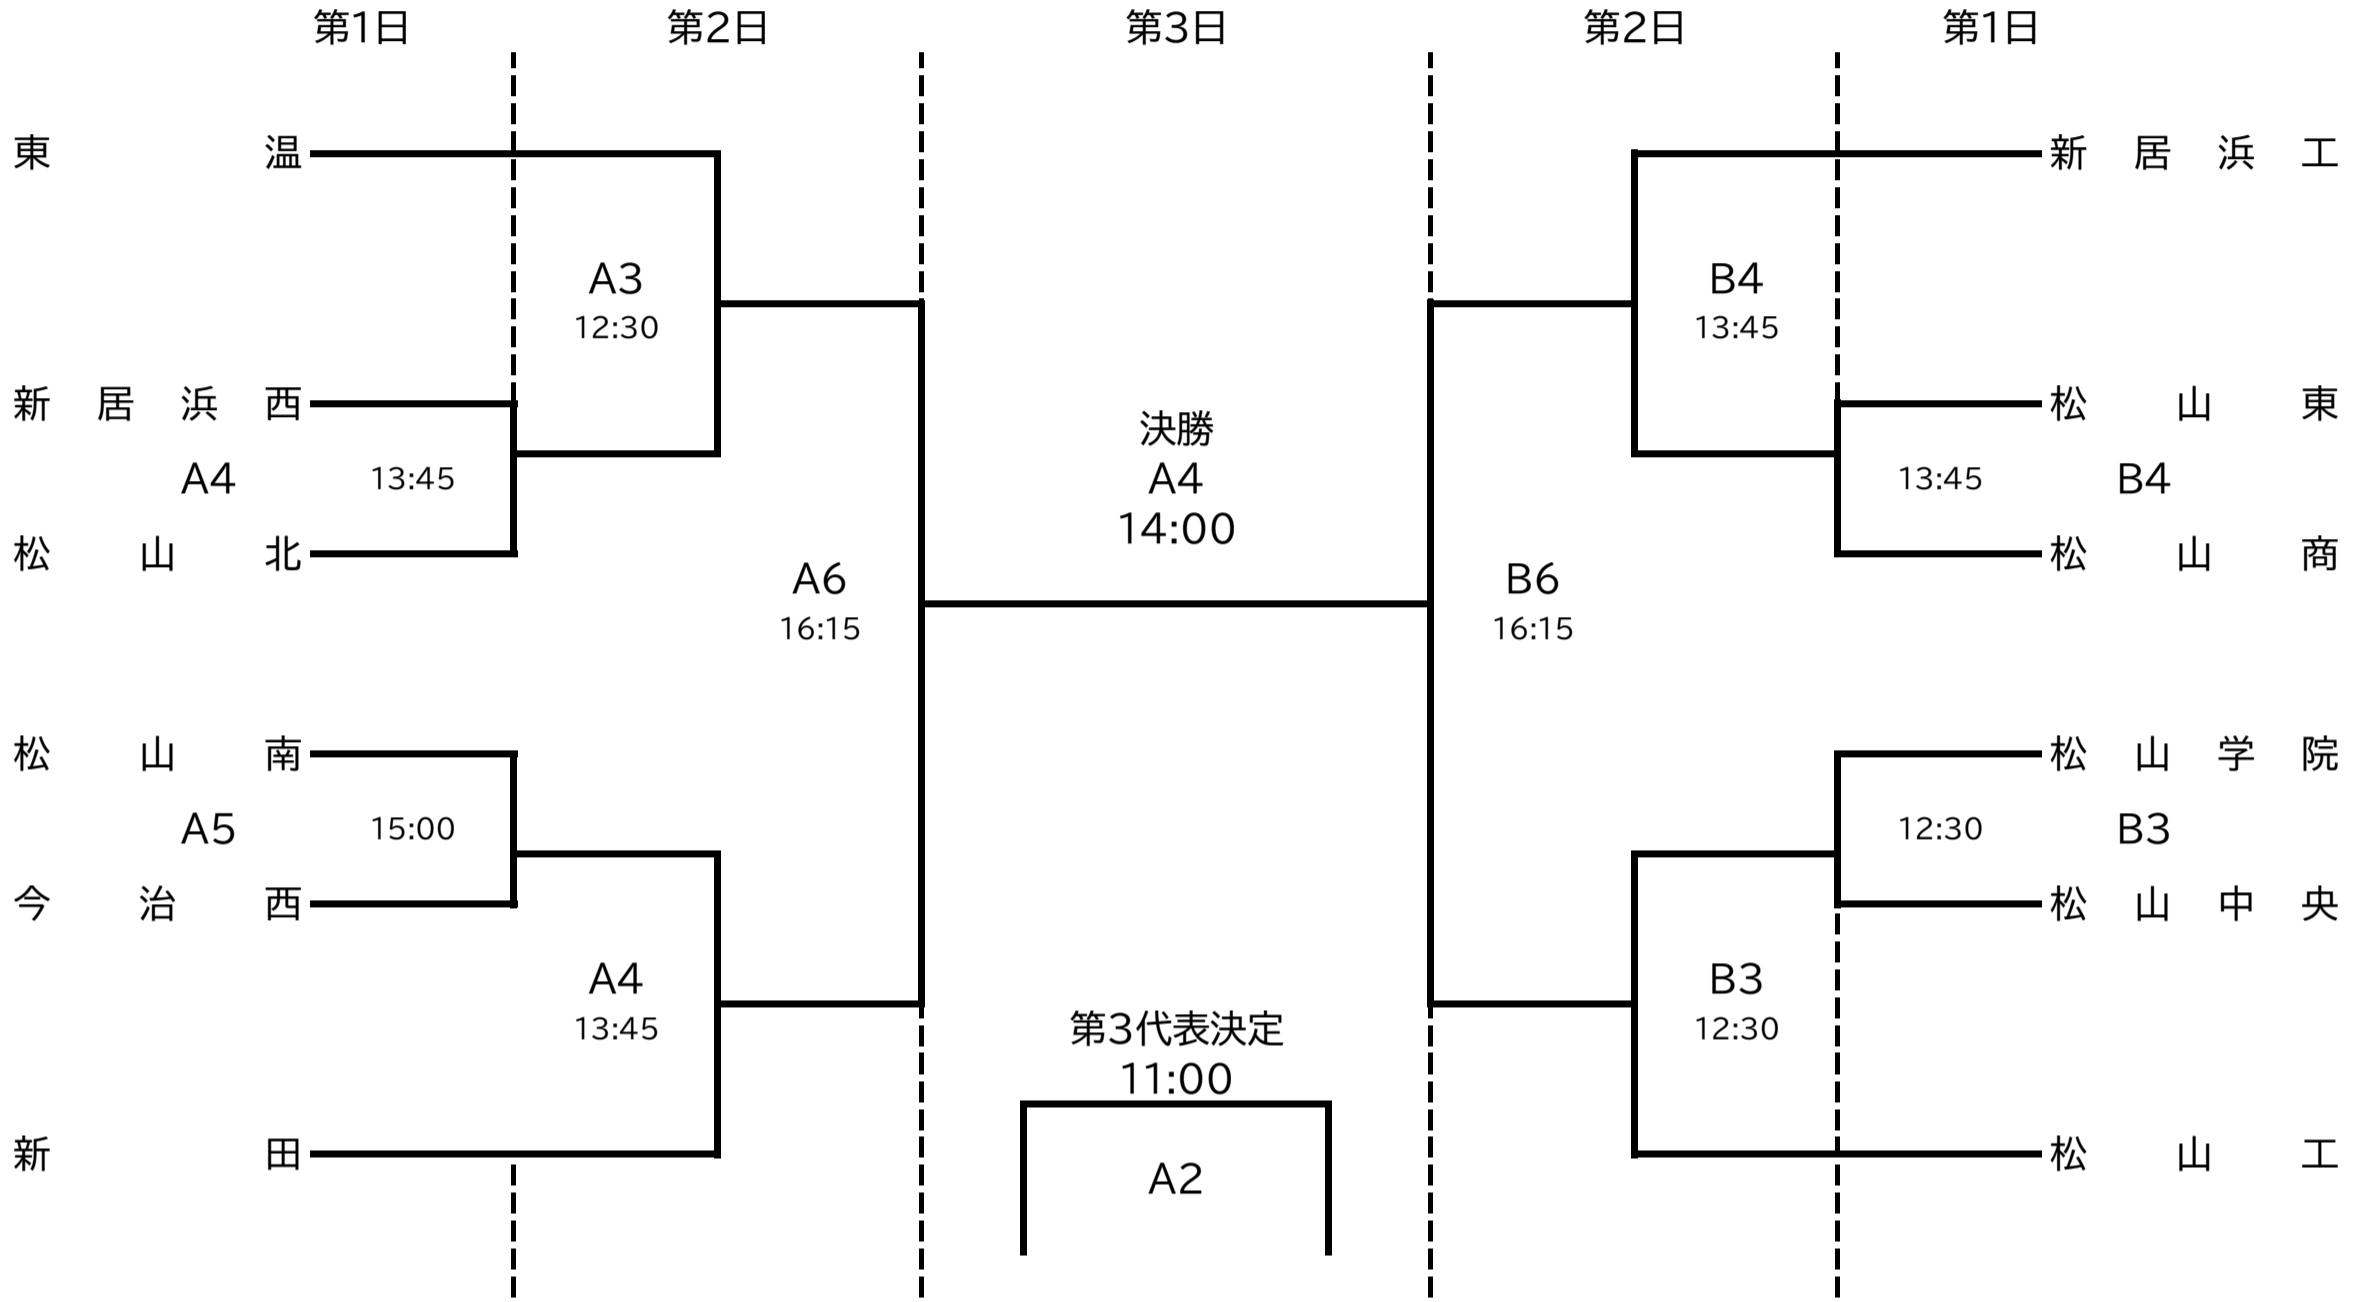 第1日 第2日 第3日 第2日 第1日
東温 新居浜工
A3 B4
12:30 13:45
新居浜西 松山東
決勝
A4 13:45 A4 13:45 B4
14:00
松山北 松山商
A6 B6
16:15 16:15
松山南 松山学院
A5 15:00 12:30 B3
今治西 松山中央
A4 B3
13:45 第3代表決定 12:30
11:00
新田 松山工
A2